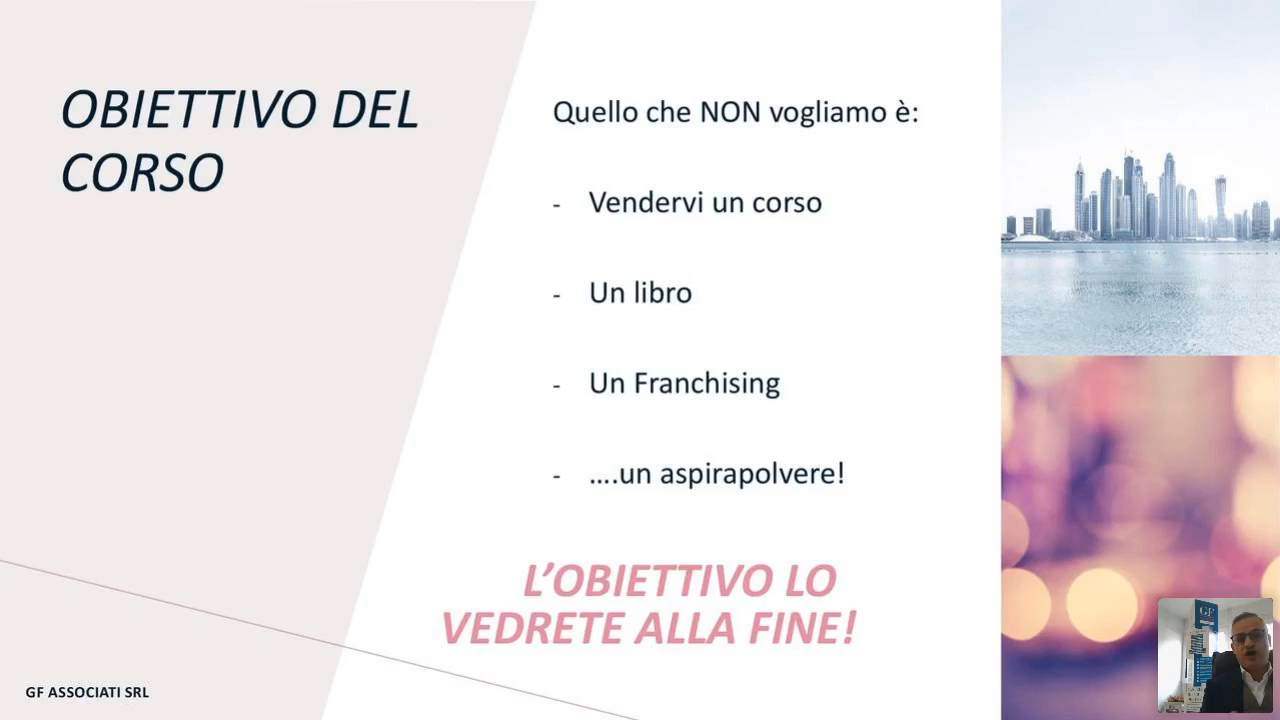 OBIETTIVO DEL
CORSO
Quello che NON vogliamo è:
- Vendervi un corso
- Un libro
- Un Franchising
- ….un aspirapolvere!
L’OBIETTIVO LO
VEDRETE ALLA FINE!
GF ASSOCIATI SRL
GF